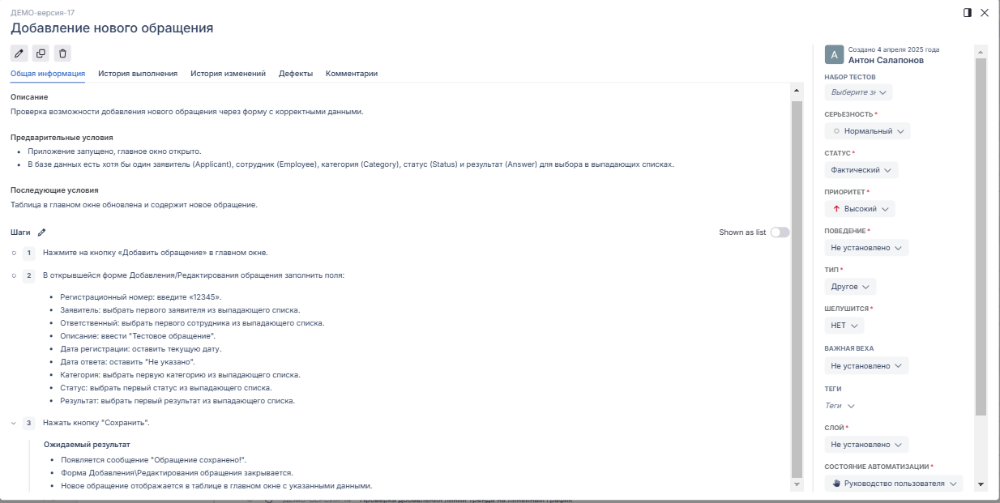 ДЕМО-версия-17
Добавление нового обращения
Общая информация История выполнения История изменений Дефекты Комментарии
Описание
Проверка возможности добавления нового обращения через форму с корректными данными.
Предварительные условия
• Приложение запущено, главное окно открыто.
• В базе данных есть хотя бы один заявитель (Applicant), сотрудник (Employee), категория (Category), статус (Status) и результат (Answer) для выбора в выпадающих списках.
Последующие условия
Таблица в главном окне обновлена и содержит новое обращение.
Шаги
Shown as list
1 Нажмите на кнопку «Добавить обращение» в главном окне.
2 В открывшейся форме Добавления/Редактирования обращения заполнить поля:
• Регистрационный номер: введите «12345».
• Заявитель: выбрать первого заявителя из выпадающего списка.
• Ответственный: выбрать первого сотрудника из выпадающего списка.
• Описание: ввести "Тестовое обращение".
• Дата регистрации: оставить текущую дату.
• Дата ответа: оставить "Не указано".
• Категория: выбрать первую категорию из выпадающего списка.
• Статус: выбрать первый статус из выпадающего списка.
• Результат: выбрать первый результат из выпадающего списка.
3 Нажать кнопку "Сохранить".
Ожидаемый результат
• Появляется сообщение "Обращение сохранено!".
• Форма Добавления\Редактирования обращения закрывается.
• Новое обращение отображается в таблице в главном окне с указанными данными.
А
Создано 4 апреля 2025 года
Антон Салапонов
НАБОР ТЕСТОВ
Выберите
СЕРЬЕЗНОСТЬ *
Нормальный
СТАТУС *
Фактический
ПРИОРИТЕТ *
Высокий
ПОВЕДЕНИЕ *
Не установлено
ТИП *
Другое
ШЕЛУШИТСЯ *
НЕТ
ВАЖНАЯ ВЕХА
Не установлено
ТЕГИ
Теги
СЛОЙ *
Не установлено
СОСТОЯНИЕ АВТОМАТИЗАЦИИ *
Руководство пользователя